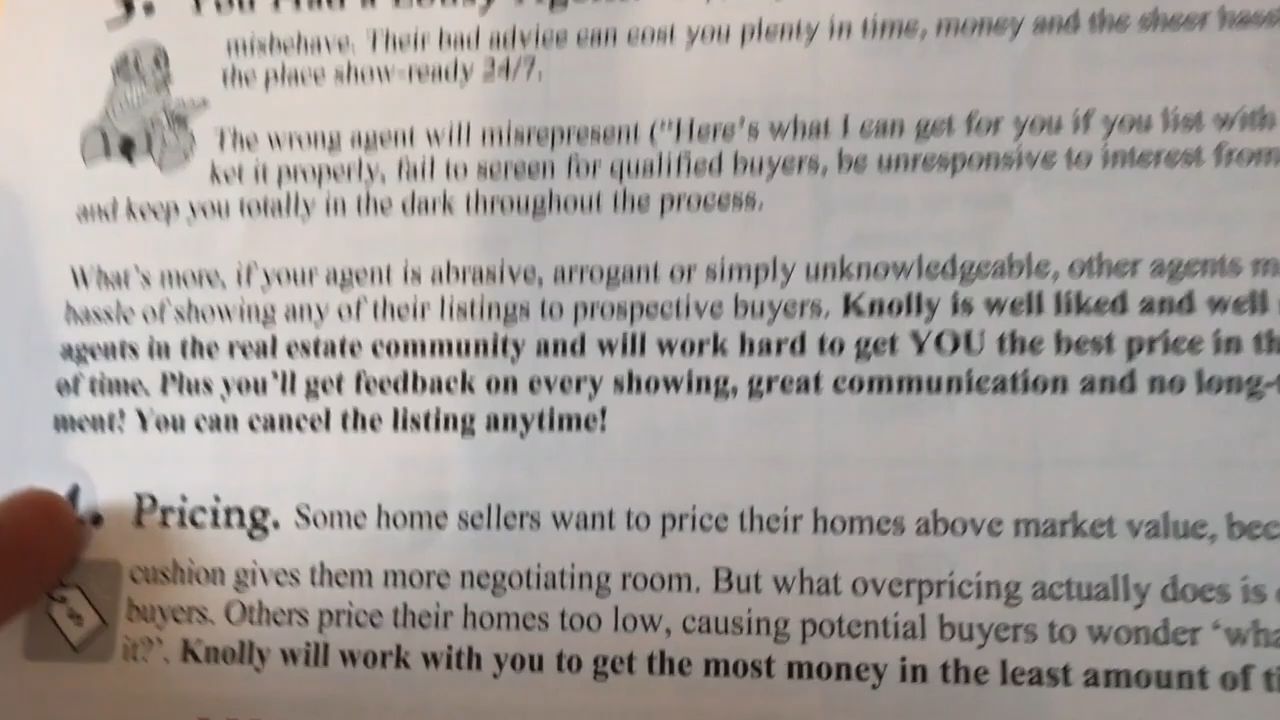 misbehave. Their bad advice can cost you plenty in time, money and the sheer
the place show-ready 24/7.
The wrong agent will misrepresent ("Here's what I can get for you if you list with
ket it properly, fail to screen for qualified buyers, be unresponsive to interest from
and keep you totally in the dark throughout the process.
What's more, if your agent is abrasive, arrogant or simply unknowledgeable, other agents
hassle of showing any of their listings to prospective buyers. Knolly is well liked and well
agents in the real estate community and will work hard to get YOU the best price in
of time. Plus you'll get feedback on every showing, great communication and no long-
ment! You can cancel the listing anytime!
Pricing. Some home sellers want to price their homes above market value,
cushion gives them more negotiating room. But what overpricing actually does is
buyers. Others price their homes too low, causing potential buyers to wonder
it?'. Knolly will work with you to get the most money in the least amount of